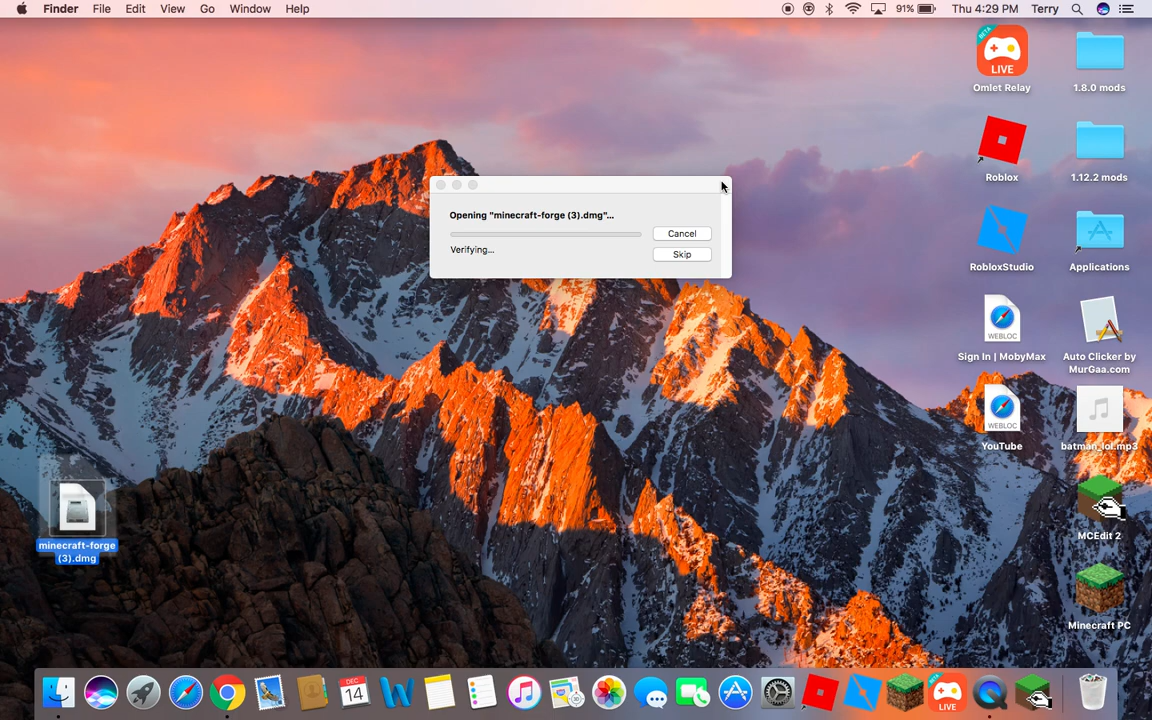 Finder File Edit View Go Window Help
91% Thu 4:29 PM Terry
LIVE
Omlet Relay
1.8.0 mods
Roblox
1.12.2 mods
RobloxStudio
Applications
WEBLOC
Sign In | MobyMax
Auto Clicker by
MurGaa.com
WEBLOC
YouTube
batman_lol.mp3
MCEdit 2
Minecraft PC
Opening "minecraft-forge (3).dmg"...
Cancel
Verifying...
Skip
minecraft-forge
(3).dmg
DEC
14
LIVE